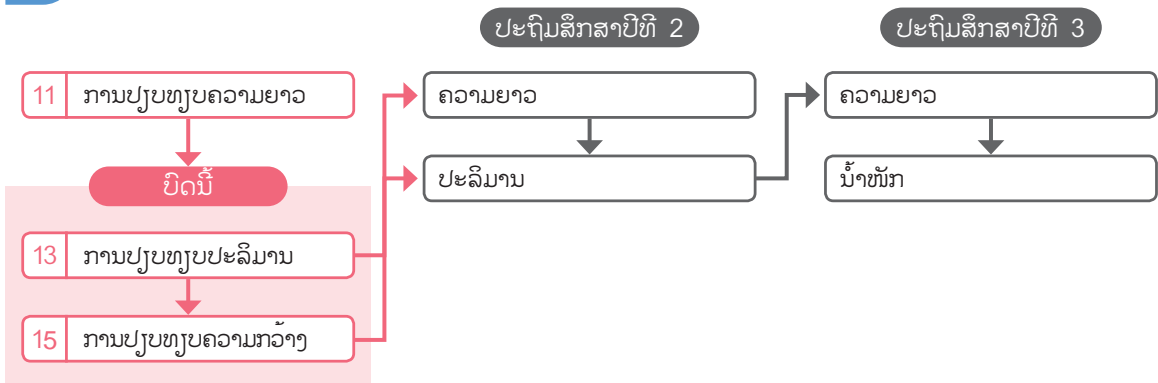 ປະຖົມສຶກສາປີທີ 2
ປະຖົມສຶກສາປີທີ 3
11 ການປຽບທຽບຄວາມຍາວ
ຄວາມຍາວ
ຄວາມຍາວ
ບົດນີ້
ປະລິມານ
ນ້ຳໜັກ
13 ການປຽບທຽບປະລິມານ
15 ການປຽບທຽບຄວາມກວ້າງ